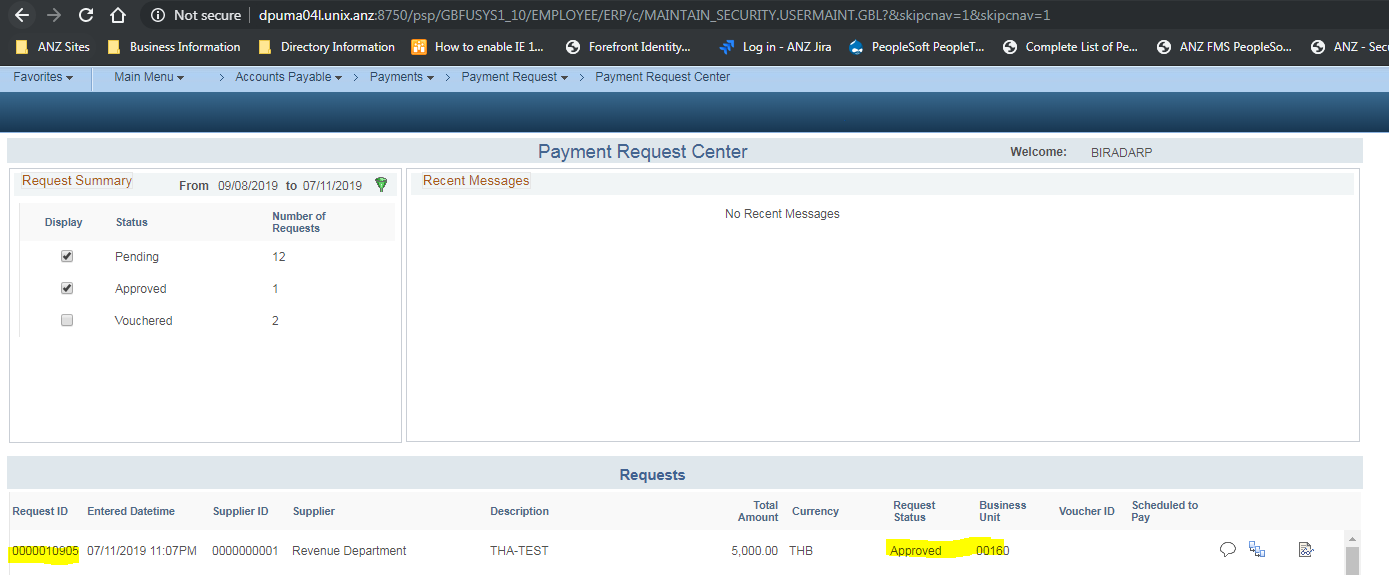 Not secure | dpuma04l.unix.anz:8750/psp/GBFUSYS1_10/EMPLOYEE/ERP/c/MAINTAIN_SECURITY.USERMAINT.GBL?&skipcnav=1&skipcnav=1
ANZ Sites Business Information Directory Information How to enable IE 1... Forefront Identity... Log in - ANZ Jira PeopleSoft PeopleT... Complete List of Pe... ANZ FMS PeopleSo... ANZ - Sec
Favorites Main Menu > Accounts Payable > Payments > Payment Request > Payment Request Center
Payment Request Center Welcome: BIRADARP
Request Summary From 09/08/2019 to 07/11/2019
Recent Messages
No Recent Messages
Display Status Number of
Requests
Pending 12
Approved 1
Vouchered 2
Requests
Request ID Entered Datetime Supplier ID Supplier Description Total
Amount Currency Request
Status Business
Unit Voucher ID Scheduled to
Pay
0000010905 07/11/2019 11:07PM 0000000001 Revenue Department THA-TEST 5,000.00 THB Approved 00160